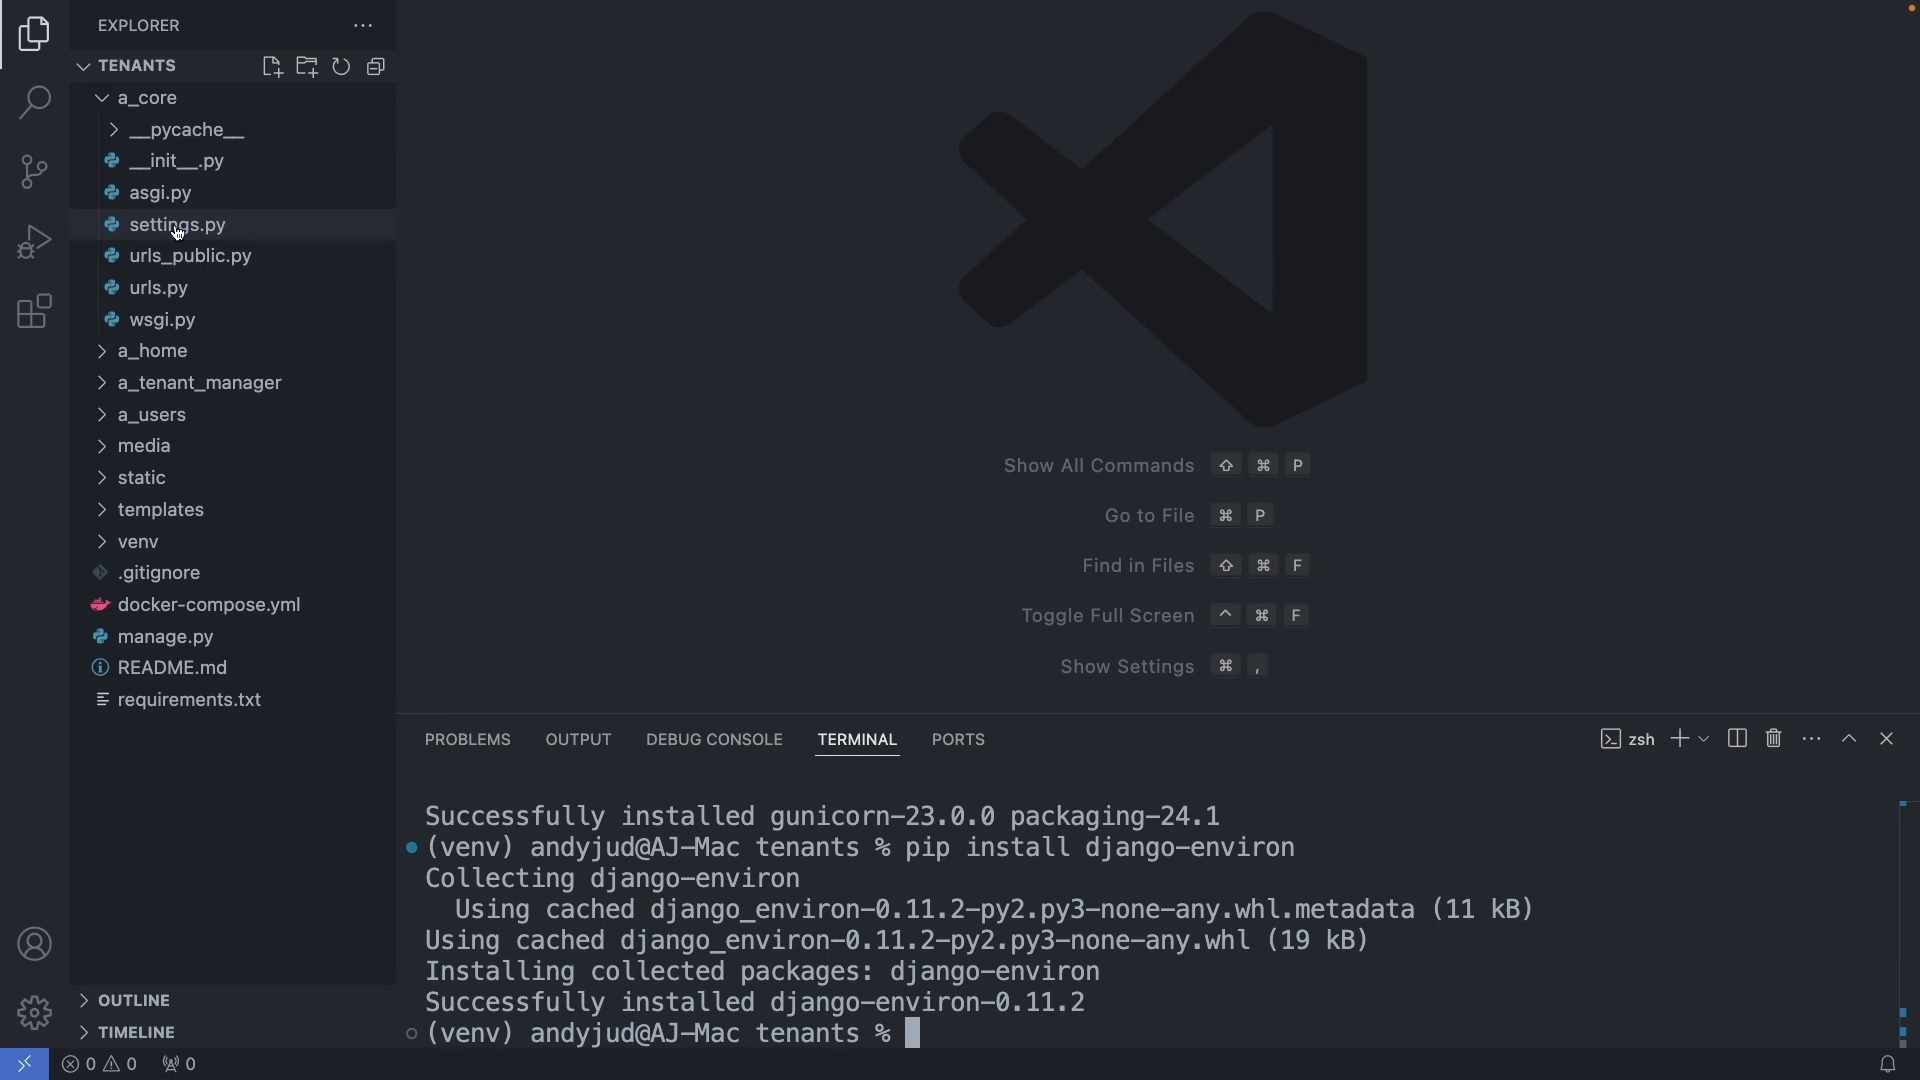 EXPLORER
TENANTS
a_core
__pycache__
__init__.py
asgi.py
settings.py
urls_public.py
urls.py
wsgi.py
a_home
a_tenant_manager
a_users
media
static
templates
venv
.gitignore
docker-compose.yml
manage.py
README.md
requirements.txt
OUTLINE
TIMELINE
Show All Commands ⇧ ⌘ P
Go to File ⌘ P
Find in Files ⇧ ⌘ F
Toggle Full Screen ^ ⌘ F
Show Settings ⌘ ,
PROBLEMS OUTPUT DEBUG CONSOLE TERMINAL PORTS
zsh
Successfully installed gunicorn-23.0.0 packaging-24.1
(venv) andyjud@AJ-Mac tenants % pip install django-environ
Collecting django-environ
Using cached django_environ-0.11.2-py2.py3-none-any.whl.metadata (11 kB)
Using cached django_environ-0.11.2-py2.py3-none-any.whl (19 kB)
Installing collected packages: django-environ
Successfully installed django-environ-0.11.2
(venv) andyjud@AJ-Mac tenants %
0 0 0